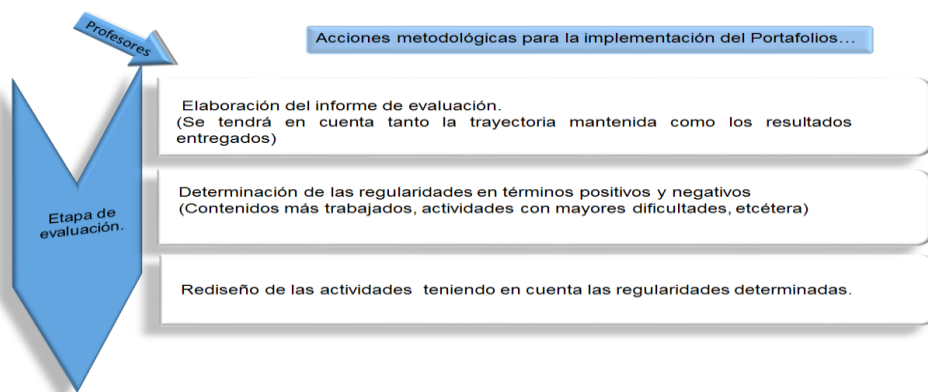 Profesores
Acciones metodológicas para la implementación del Portafolios...
Elaboración del informe de evaluación.
(Se tendrá en cuenta tanto la trayectoria mantenida como los resultados
entregados)
Etapa de
evaluación.
Determinación de las regularidades en términos positivos y negativos
(Contenidos más trabajados, actividades con mayores dificultades, etcétera)
Rediseño de las actividades teniendo en cuenta las regularidades determinadas.